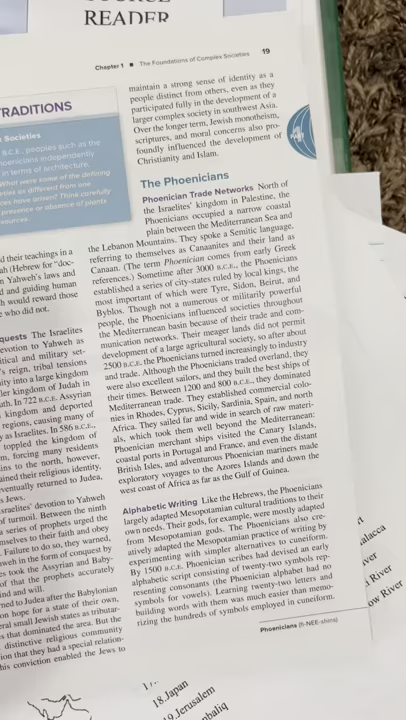 READER
Chapter 1 ■ The Foundations of Complex Societies 19
TRADITIONS
Societies
B.C.E., peoples such as the
independently
in terms of architecture.
What were some of the defining
as different from one
Think carefully
presence or absence of plants
maintain a strong sense of identity as a
people distinct from others, even as they
participated fully in the development of a
larger complex society in southwest Asia.
Over the longer term, Jewish monotheism,
scriptures, and moral concerns also pro-
foundly influenced the development of
Christianity and Islam.
The Phoenicians
Phoenician Trade Networks North of
the Israelites' kingdom in Palestine, the
Phoenicians occupied a narrow coastal
plain between the Mediterranean Sea and
the Lebanon Mountains. They spoke a Semitic language,
referring to themselves as Canaanites and their land as
Canaan. (The term Phoenician comes from early Greek
references.) Sometime after 3000 B.C.E., the Phoenicians
established a series of city-states ruled by local kings, the
most important of which were Tyre, Sidon, Beirut, and
Byblos. Though not a numerous or militarily powerful
people, the Phoenicians influenced societies throughout
the Mediterranean basin because of their trade and com-
munication networks. Their meager lands did not permit
development of a large agricultural society, so after about
2500 B.C.E. the Phoenicians turned increasingly to industry
and trade. Although the Phoenicians traded overland, they
were also excellent sailors, and they built the best ships of
their times. Between 1200 and 800 B.C.E., they dominated
Mediterranean trade. They established commercial colo-
nies in Rhodes, Cyprus, Sicily, Sardinia, Spain, and north
Africa. They sailed far and wide in search of raw materi-
als, which took them well beyond the Mediterranean:
Phoenician merchant ships visited the Canary Islands,
coastal ports in Portugal and France, and even the distant
British Isles, and adventurous Phoenician mariners made
exploratory voyages to the Azores Islands and down the
west coast of Africa as far as the Gulf of Guinea.
Alphabetic Writing Like the Hebrews, the Phoenicians
largely adapted Mesopotamian cultural traditions to their
own needs. Their gods, for example, were mostly adapted
from Mesopotamian gods. The Phoenicians also cre-
atively adapted the Mesopotamian practice of writing by
experimenting with simpler alternatives to cuneiform.
By 1500 B.C.E. Phoenician scribes had devised an early
alphabetic script consisting of twenty-two symbols rep-
resenting consonants (the Phoenician alphabet had no
symbols for vowels). Learning twenty-two letters and
building words with them was much easier than memo-
rizing the hundreds of symbols employed in cuneiform.
Phoenicians (fi-NEE-shins)
d their teachings in a
ah (Hebrew for "doc-
n Yahweh's laws and
d and guiding human
h would reward those
who did not.
quests The Israelites
evotion to Yahweh as
itical and military set-
's reign, tribal tensions
ity into a large kingdom
ler kingdom of Judah in
uth. In 722 B.C.E. Assyrian
kingdom and deported
regions, causing many of
y as Israelites. In 586 B.C.E.,
toppled the kingdom of
m, forcing many residents
ins to the north, however,
ained their religious identity,
ventually returned to Judea,
s Jews.
sraelites' devotion to Yahweh
of turmoil. Between the ninth
a series of prophets urged the
mselves to their faith and obey
. Failure to do so, they warned,
weh in the form of conquest by
es took the Assyrian and Baby-
of that the prophets accurately
ind and will.
rned to Judea after the Babylonian
on hope for a state of their own,
eral small Jewish states as tributar-
s that dominated the area. But the
distinctive religious community
ion that they had a special relation-
his conviction enabled the Jews to
alacca
iver
i River
ow River
18.Japan
19.Jerusalem
nbaliq